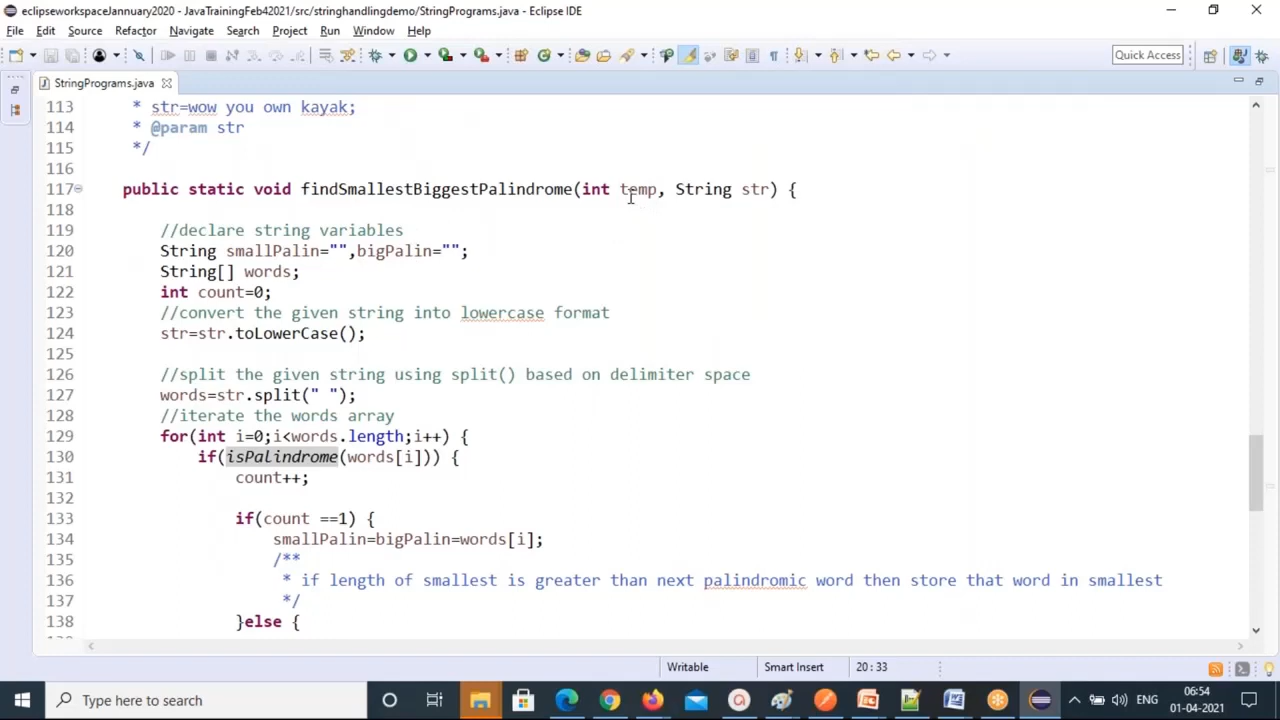 eclipseworkspaceJannuary2020 - JavaTrainingFeb42021/src/stringhandlingdemo/StringPrograms.java - Eclipse IDE
File Edit Source Refactor Navigate Search Project Run Window Help
Quick Access
StringPrograms.java
113 * str=wow you own kayak;
114 * @param str
115 */
116
117 public static void findSmallestBiggestPalindrome(int temp, String str) {
118
119 //declare string variables
120 String smallPalin="",bigPalin="";
121 String[] words;
122 int count=0;
123 //convert the given string into lowercase format
124 str=str.toLowerCase();
125
126 //split the given string using split() based on delimiter space
127 words=str.split(" ");
128 //iterate the words array
129 for(int i=0;i<words.length;i++) {
130 if(isPalindrome(words[i])) {
131 count++;
132
133 if(count ==1) {
134 smallPalin=bigPalin=words[i];
135 /**
136 * if length of smallest is greater than next palindromic word then store that word in smallest
137 */
138 }else {
Writable Smart Insert 20 : 33
Type here to search
ENG
06:54
01-04-2021